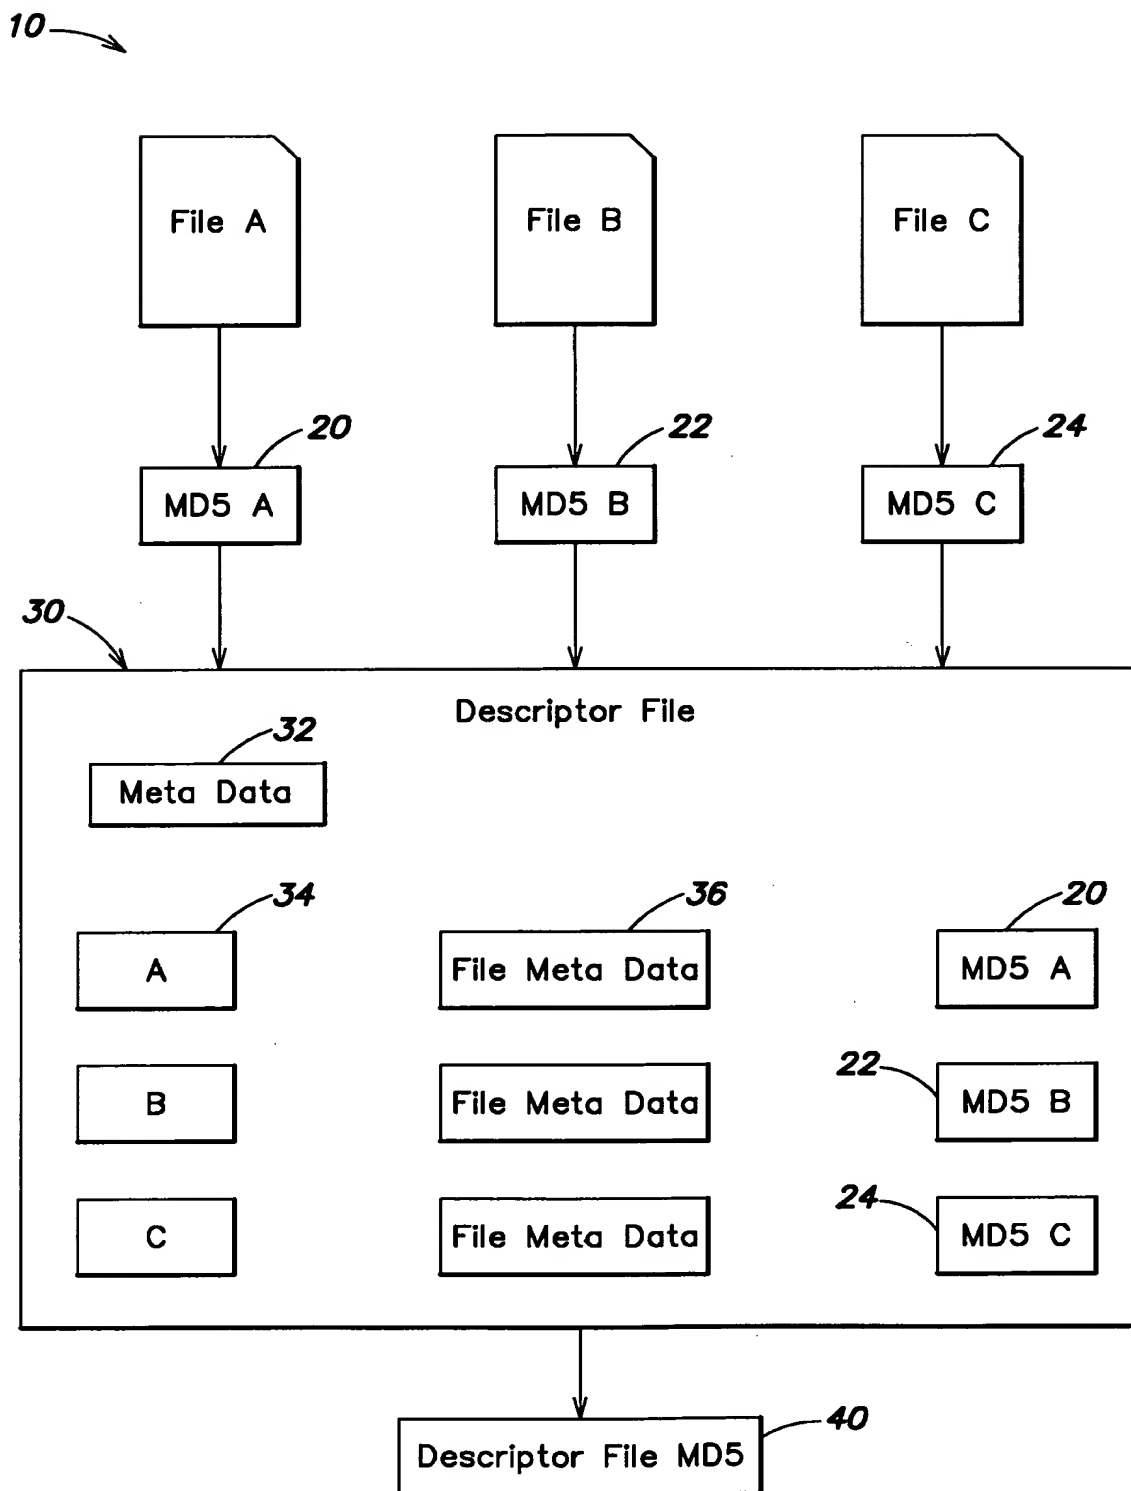 10
File A
File B
File C
20
22
24
MD5 A
MD5 B
MD5 C
30
Descriptor File
32
Meta Data
34
36
20
A
File Meta Data
MD5 A
22
B
File Meta Data
MD5 B
24
C
File Meta Data
MD5 C
40
Descriptor File MD5